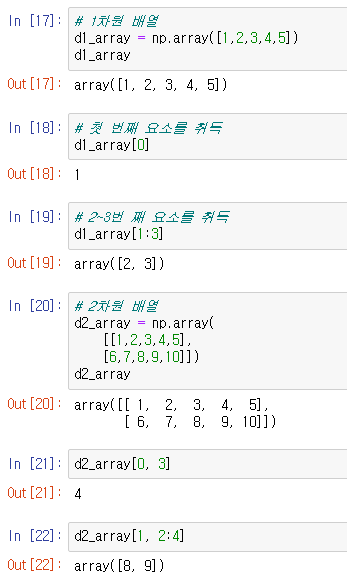 In [17]: # 1차원 배열
d1_array = np.array([1,2,3,4,5])
d1_array
Out[17]: array([1, 2, 3, 4, 5])
In [18]: # 첫 번째 요소를 취득
d1_array[0]
Out[18]: 1
In [19]: # 2~3번 째 요소를 취득
d1_array[1:3]
Out[19]: array([2, 3])
In [20]: # 2차원 배열
d2_array = np.array(
[[1,2,3,4,5],
[6,7,8,9,10]])
d2_array
Out[20]: array([[ 1,  2,  3,  4,  5],
[ 6,  7,  8,  9, 10]])
In [21]: d2_array[0, 3]
Out[21]: 4
In [22]: d2_array[1, 2:4]
Out[22]: array([8, 9])